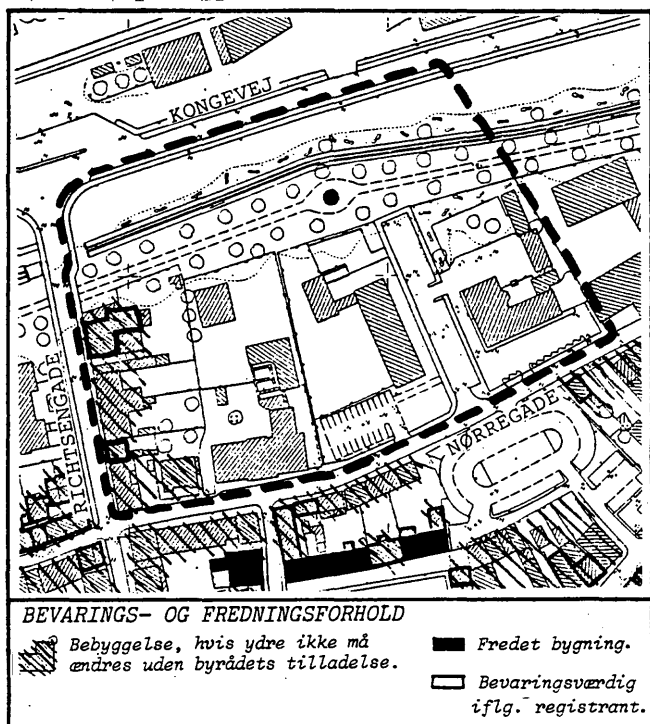 KONGEVEJ
RICHTSENGADE
NØRREGADE
BEVARINGS- OG FREDNINGSFORHOLD
Bebyggelse, hvis ydre ikke må
ændres uden byrådets tilladelse.
Fredet bygning.
Bevaringsværdig
iflg. registrant.